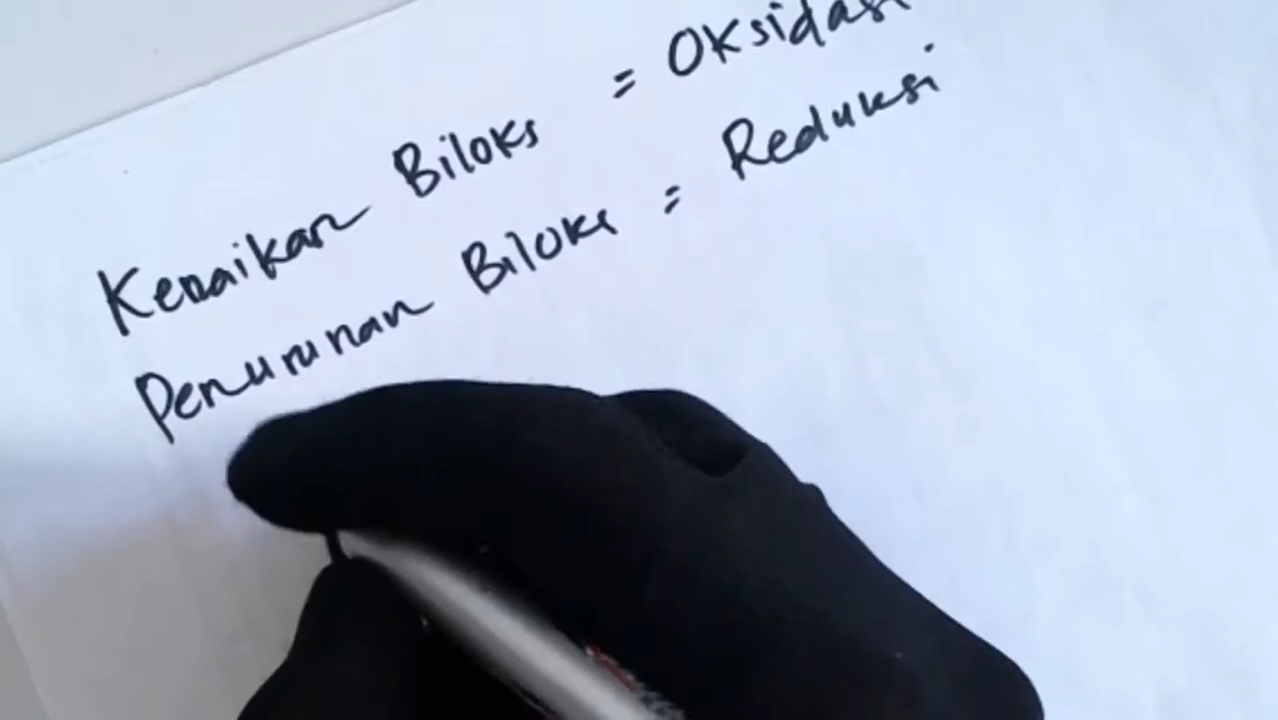 Kenaikan Biloks = Oksidasi
Penurunan Biloks = Reduksi